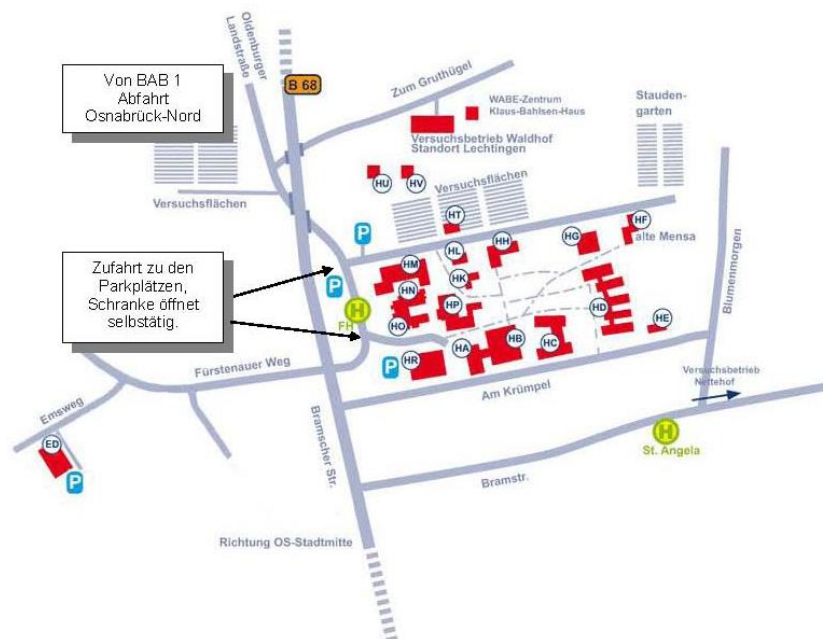 Oldenburger
Landstraße
B 68
Von BAB 1
Abfahrt
Osnabrück-Nord
Zum Gruthügel
WABE-Zentrum
Klaus-Bahlsen-Haus
Versuchsbetrieb Waldhof
Standort Lechtingen
Stauden-
garten
Versuchsflächen
HU
HV
Versuchsflächen
HT
HF
alte Mensa
HG
HH
HL
P
HM
HK
Blumenmorgen
Zufahrt zu den
Parkplätzen,
Schranke öffnet
selbstätig.
P
HN
H
FH
HP
HO
HD
HE
HA
HB
HC
HR
P
Fürstenauer Weg
Am Krümpel
Versuchsbetrieb
Nettehof
Emsweg
ED
P
Bramscher Str.
H
St. Angela
Bramstr.
Richtung OS-Stadtmitte